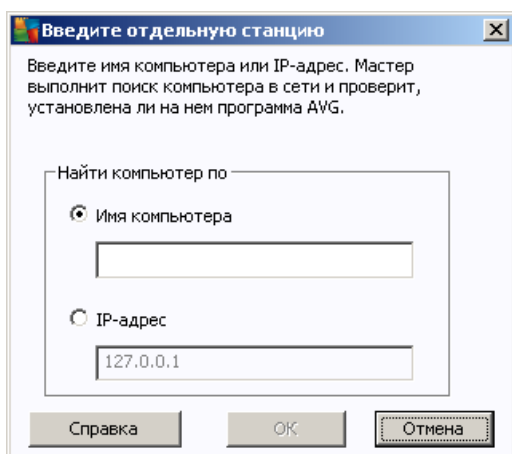 Введите отдельную станцию
Введите имя компьютера или IP-адрес. Мастер
выполнит поиск компьютера в сети и проверит,
установлена ли на нем программа AVG.
Найти компьютер по
Имя компьютера
IP-адрес
127.0.0.1
Справка OK Отмена